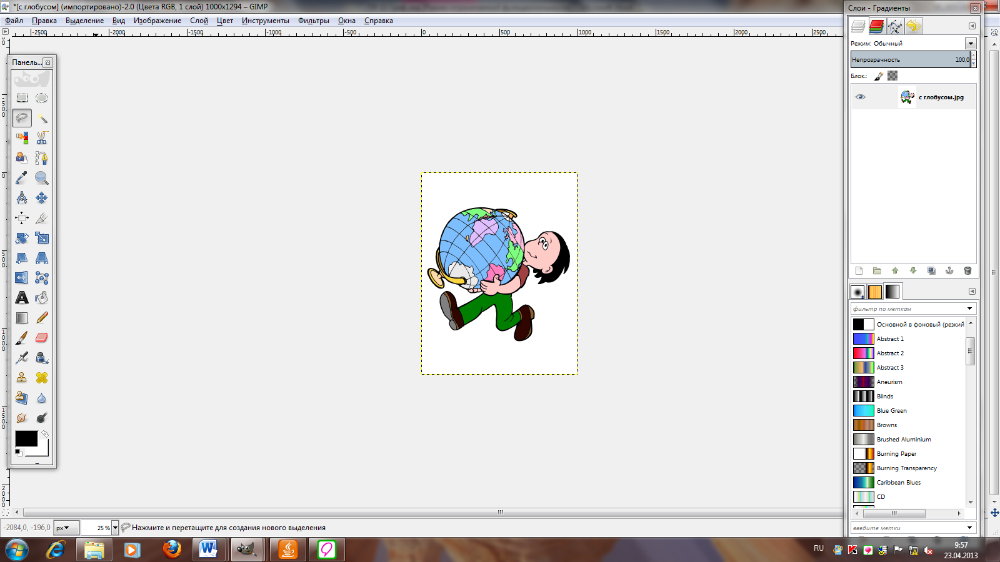 *[с глобусом] (импортировано)-2.0 (Цвета RGB, 1 слой) 1000x1294 – GIMP
Файл Правка Выделение Вид Изображение Слой Цвет Инструменты Фильтры Окна Справка
-2500 -2000 -1500 -1000 -500 0 500 1000 1500 2000 2500
Панель...
Слои - Градиенты
Режим: Обычный
Непрозрачность 100,0
Блок.:
с глобусом.jpg
фильтр по меткам
Основной в фоновый (резкий
Abstract 1
Abstract 2
Abstract 3
Aneurism
Blinds
Blue Green
Browns
Brushed Aluminium
Burning Paper
Burning Transparency
Caribbean Blues
CD
введите метки
-2084,0, -196,0 px 25 % Нажмите и перетащите для создания нового выделения
RU
9:57
23.04.2013